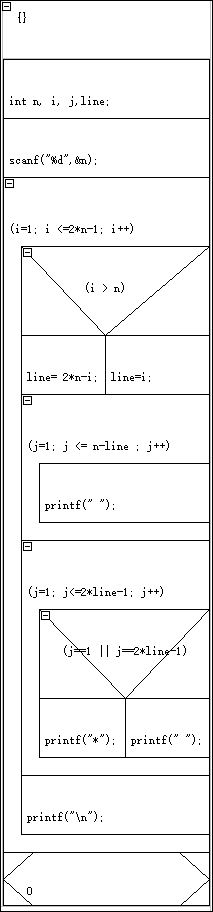 {}
int n, i, j,line;
scanf("%d",&n);
(i=1; i <=2*n-1; i++)
(i > n)
line= 2*n-i; line=i;
(j=1; j <= n-line ; j++)
printf(" ");
(j=1; j<=2*line-1; j++)
(j==1 || j==2*line-1)
printf("*"); printf(" ");
printf("\n");
0